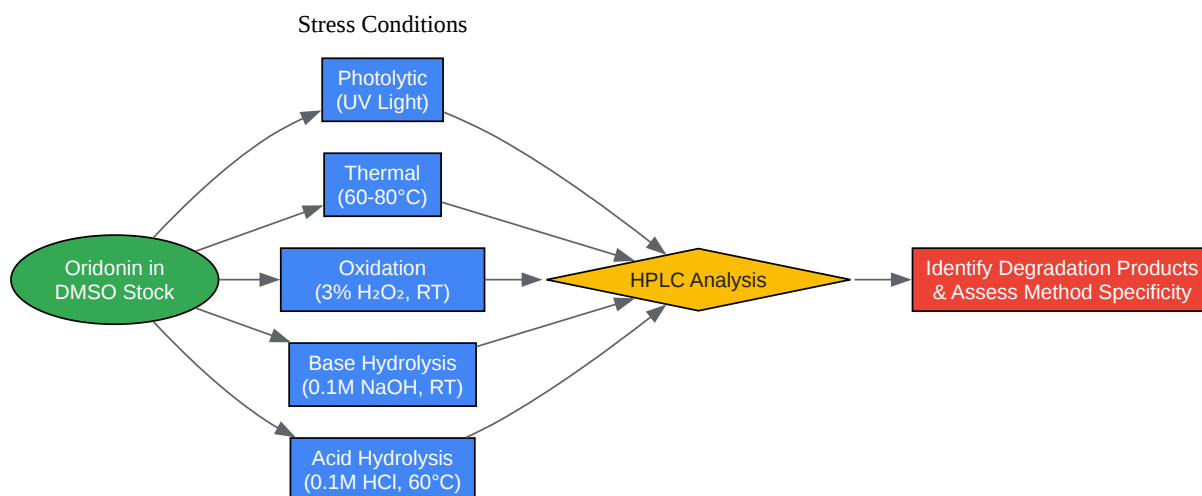 Stress Conditions
Photolytic
(UV Light)
Thermal
(60-80°C)
Oridonin in
DMSO Stock
Oxidation
(3% H₂O₂, RT)
HPLC Analysis
Identify Degradation Products
& Assess Method Specificity
Base Hydrolysis
(0.1M NaOH, RT)
Acid Hydrolysis
(0.1M HCl, 60°C)